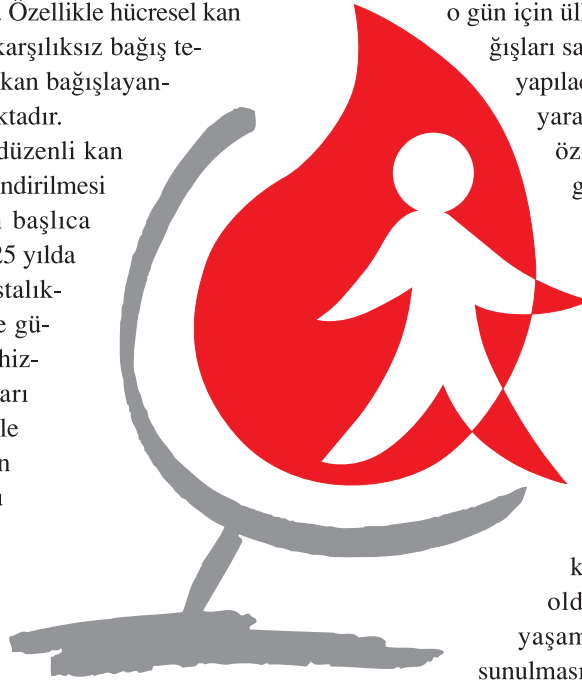 . Özellikle hücresel kan
karşılıksız bağış te-
kan bağışlayan-
ktadır.
düzenli kan
ndirilmesi
başlıca
25 yılda
stalık-
e gü-
hiz-
arı
le
n
o gün için ül
ğışları sa
yapıla
yara
öz
g
k
old
yaşam
sunulması